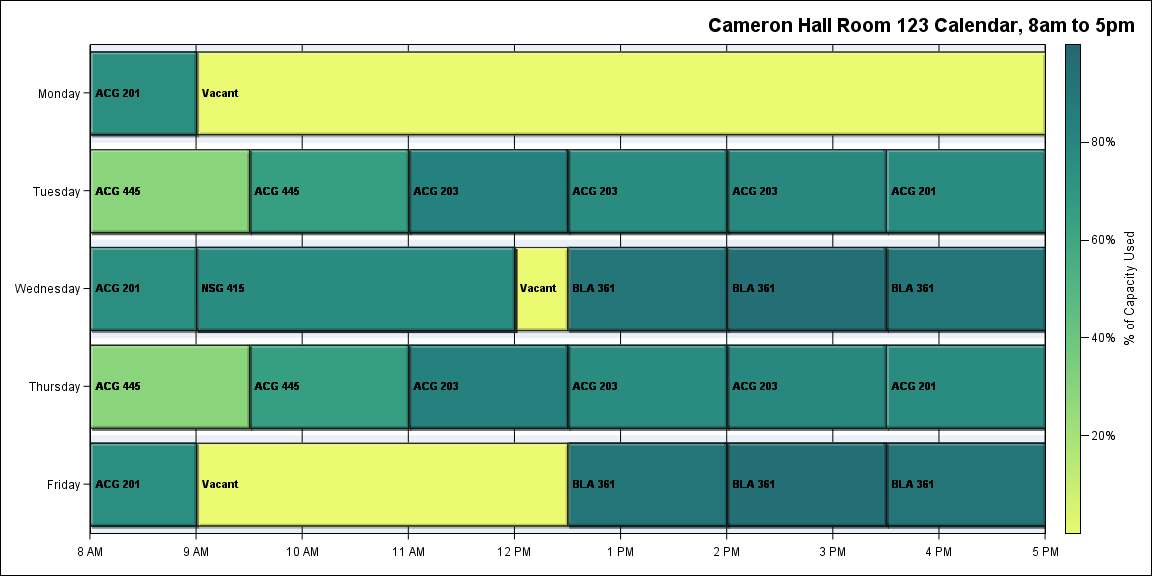 Cameron Hall Room 123 Calendar, 8am to 5pm
Monday
ACG 201
Vacant
Tuesday
ACG 445
ACG 445
ACG 203
ACG 203
ACG 203
ACG 201
Wednesday
ACG 201
NSG 415
Vacant
BLA 361
BLA 361
BLA 361
Thursday
ACG 445
ACG 445
ACG 203
ACG 203
ACG 203
ACG 201
Friday
ACG 201
Vacant
BLA 361
BLA 361
BLA 361
8 AM
9 AM
10 AM
11 AM
12 PM
1 PM
2 PM
3 PM
4 PM
5 PM
80%
60%
40%
20%
% of Capacity Used